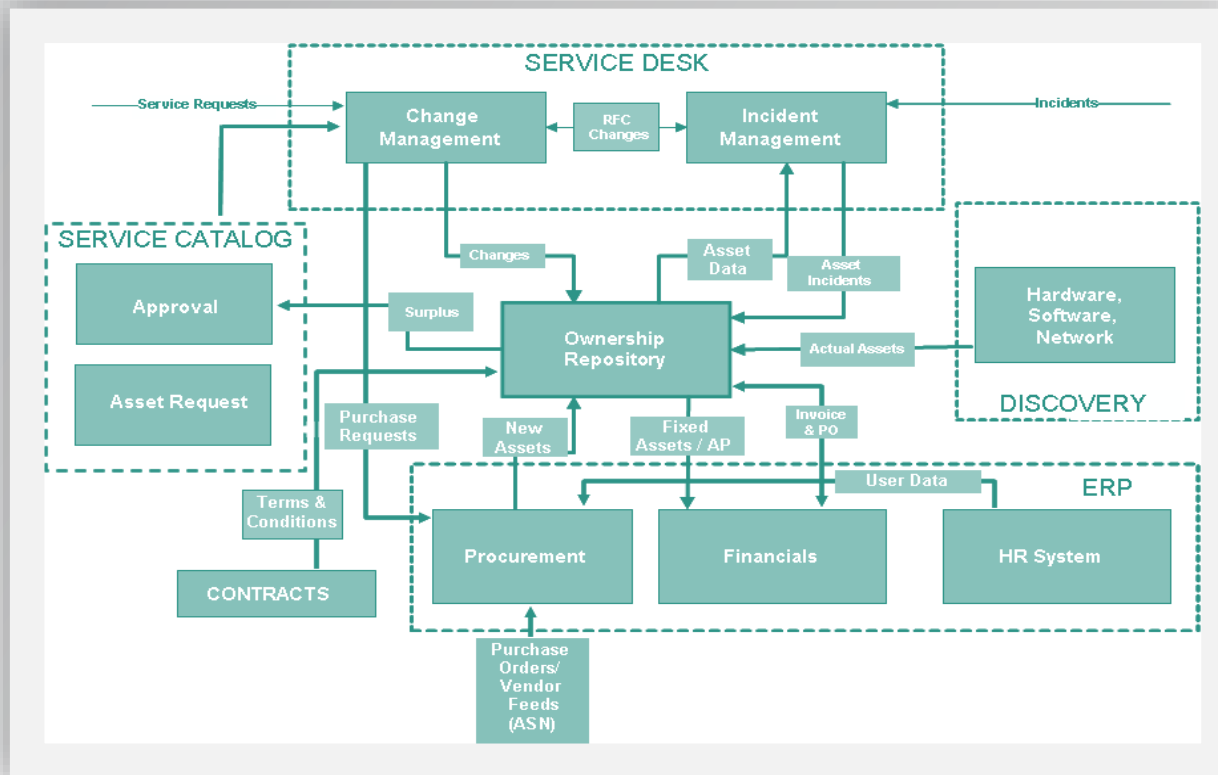 SERVICE DESK
Service Requests
Change
Management
RFC
Changes
Incident
Management
Incidents
SERVICE CATALOG
Approval
Asset Request
Changes
Surplus
Asset
Data
Asset
Incidents
Ownership
Repository
Actual Assets
Hardware,
Software,
Network
DISCOVERY
Purchase
Requests
New
Assets
Fixed
Assets / AP
Invoice
& PO
User Data
ERP
Terms &
Conditions
CONTRACTS
Procurement
Financials
HR System
Purchase
Orders/
Vendor
Feeds
(ASN)